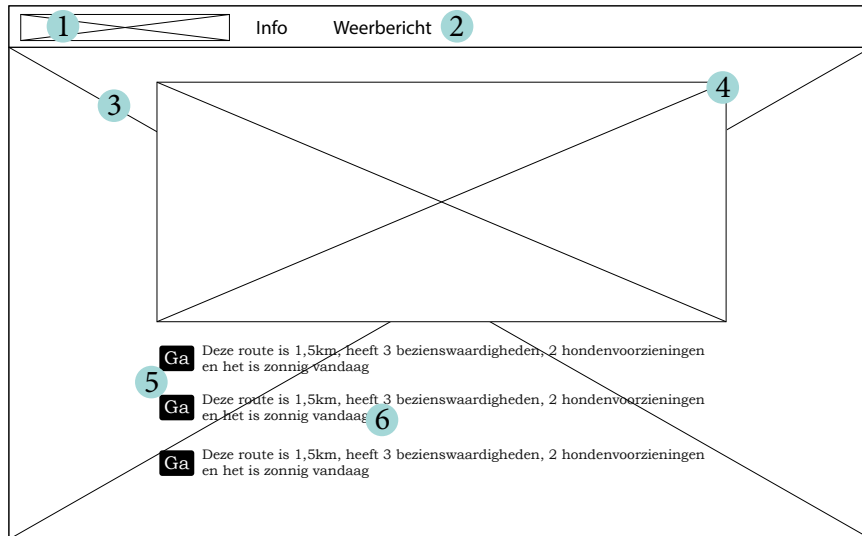 1 Info Weerbericht 2
3
4
Ga Deze route is 1,5km, heeft 3 bezienswaardigheden, 2 hondenvoorzieningen
en het is zonnig vandaag
5
Ga Deze route is 1,5km, heeft 3 bezienswaardigheden, 2 hondenvoorzieningen
en het is zonnig vandaag 6
Ga Deze route is 1,5km, heeft 3 bezienswaardigheden, 2 hondenvoorzieningen
en het is zonnig vandaag